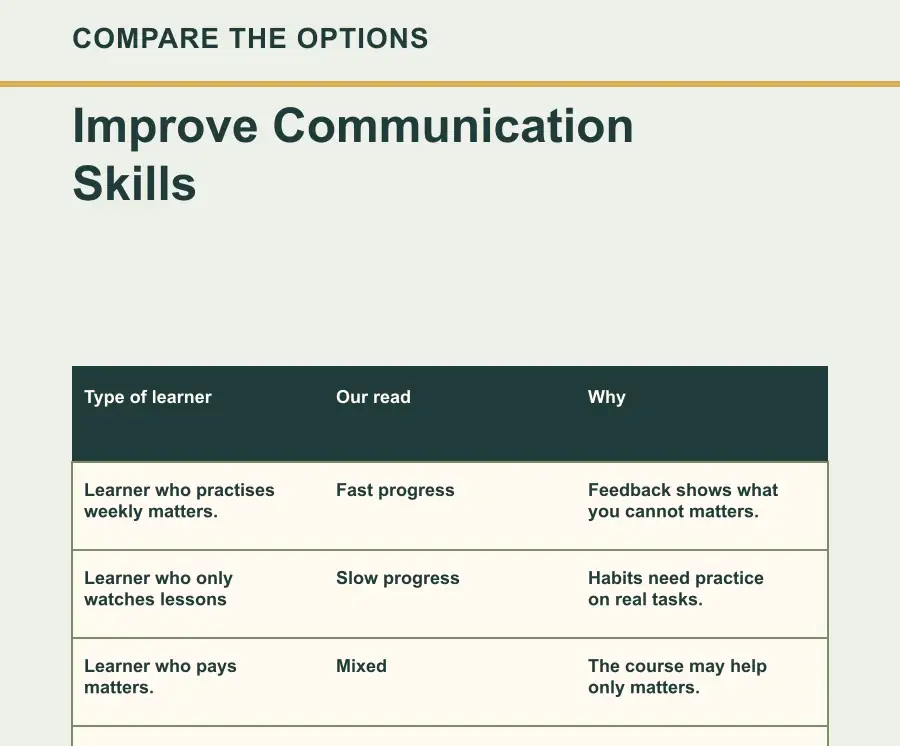 COMPARE THE OPTIONS
Improve Communication
Skills
Type of learner
Our read
Why
Learner who practises
weekly matters.
Fast progress
Feedback shows what
you cannot matters.
Learner who only
watches lessons
Slow progress
Habits need practice
on real tasks.
Learner who pays
matters.
Mixed
The course may help
only matters.